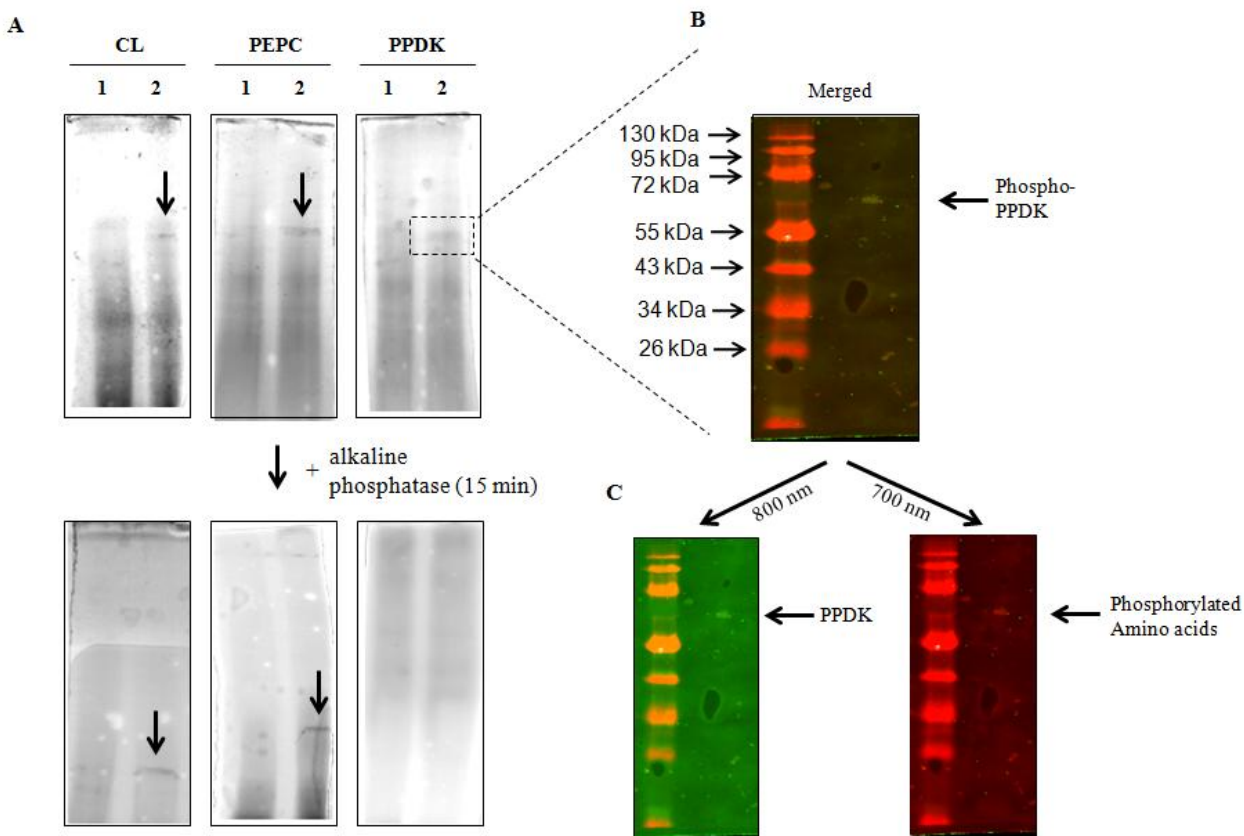 A
CL PEPC PPDK
1 2 1 2 1 2
+ alkaline
phosphatase (15 min)
B
Merged
130 kDa
95 kDa
72 kDa
55 kDa
43 kDa
34 kDa
26 kDa
Phospho-
PPDK
C
800 nm
700 nm
PPDK
Phosphorylated
Amino acids